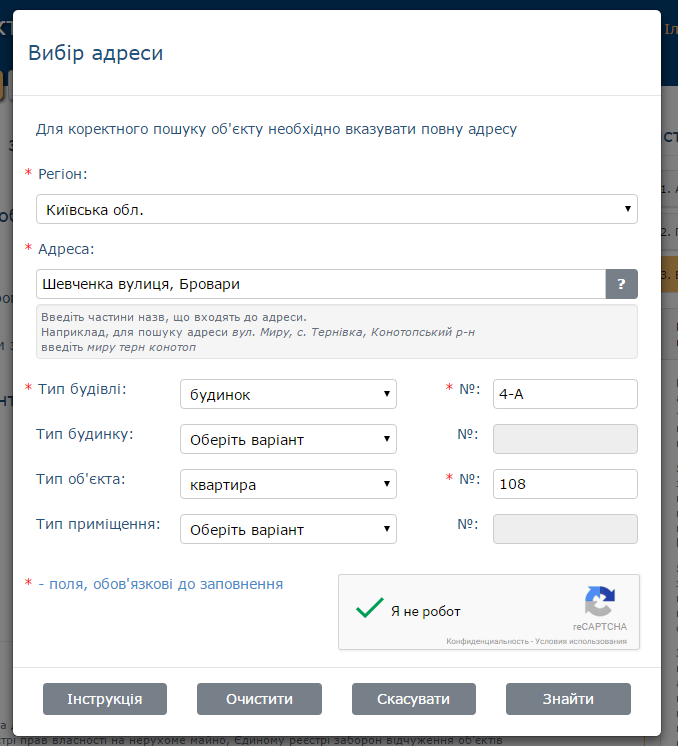 Вибір адреси
Для коректного пошуку об'єкту необхідно вказувати повну адресу
* Регіон:
Київська обл.
* Адреса:
Шевченка вулиця, Бровари
?
Введіть частини назв, що входять до адреси.
Наприклад, для пошуку адреси вул. Миру, с. Тернівка, Конотопський р-н
введіть миру терн конотоп
* Тип будівлі: будинок * №: 4-А
Тип будинку: Оберіть варіант №:
Тип об'єкта: квартира * №: 108
Тип приміщення: Оберіть варіант №:
* - поля, обов'язкові до заповнення
Я не робот
reCAPTCHA
Конфиденциальность - Условия использования
Інструкція Очистити Скасувати Знайти
стрі прав власності на нерухоме майно, Єдиному реєстрі заборон відчуження об'єктів